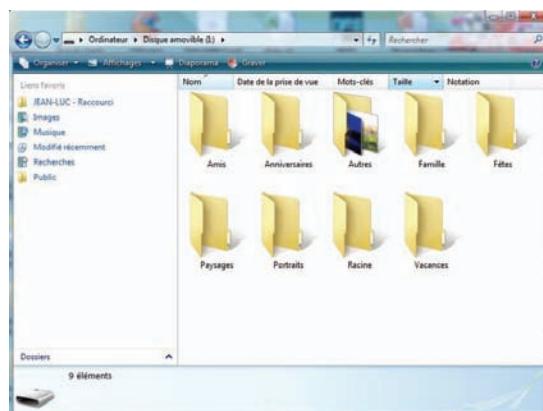 Ordinateur Disque amovible (I:)
Rechercher
Organiser Affichages Diaporama Graver
Liens favoris
JEAN-LUC - Raccourci
Images
Musique
Modifié récemment
Recherches
Public
Dossiers
Nom Date de la prise de vue Mots-clés Taille Notation
Amis Anniversaires Autres Famille Fêtes
Paysages Portraits Racine Vacances
9 éléments